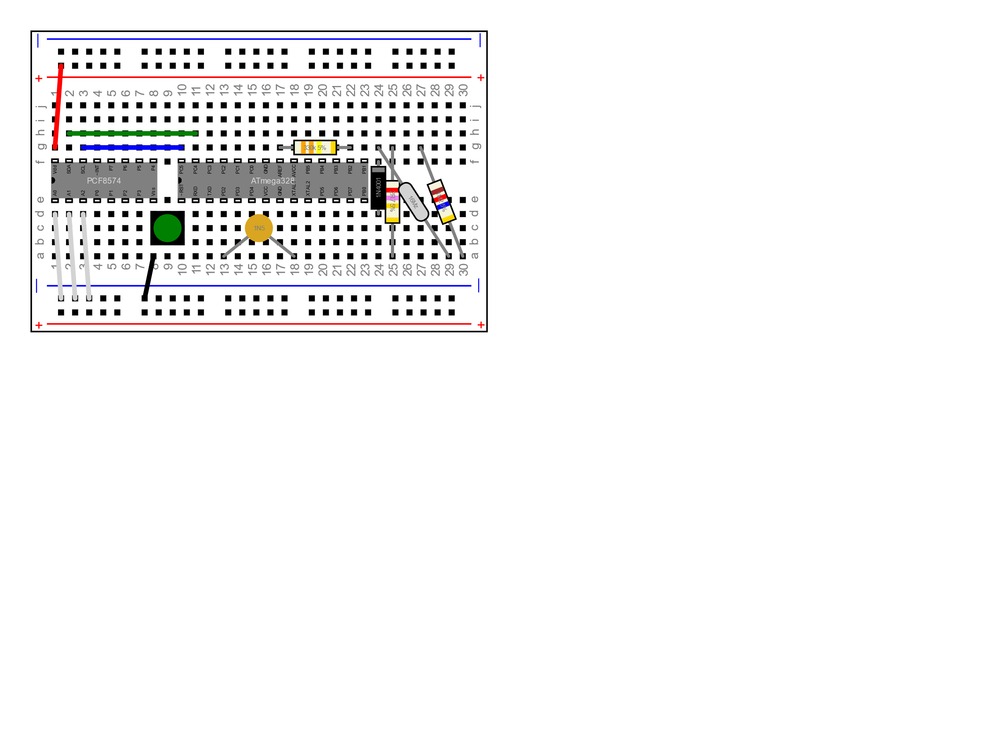 + +
1 2 3 4 5 6 7 8 9 10 11 12 13 14 15 16 17 18 19 20 21 22 23 24 25 26 27 28 29 30
j j
i i
h h
g 330k 5% g
f f
Vdd SDA SCL ~INT P7 P6 P5 P4 PC5 PC4 PC3 PC2 PC1 PC0 GND AREF AVCC PB5 PB4 PB3 PB2 PB1
PCF8574 ATmega328 1N4001
A0 A1 A2 P0 P1 P2 P3 Vss ~RST RXD TXD PD2 PD3 PD4 VCC GND XTAL1 XTAL2 PD5 PD6 PD7 PB0
2R7 5% 16Mz 5%
e e
d d
c 1N5 c
b b
a a
1 2 3 4 5 6 7 8 9 10 11 12 13 14 15 16 17 18 19 20 21 22 23 24 25 26 27 28 29 30
+ +